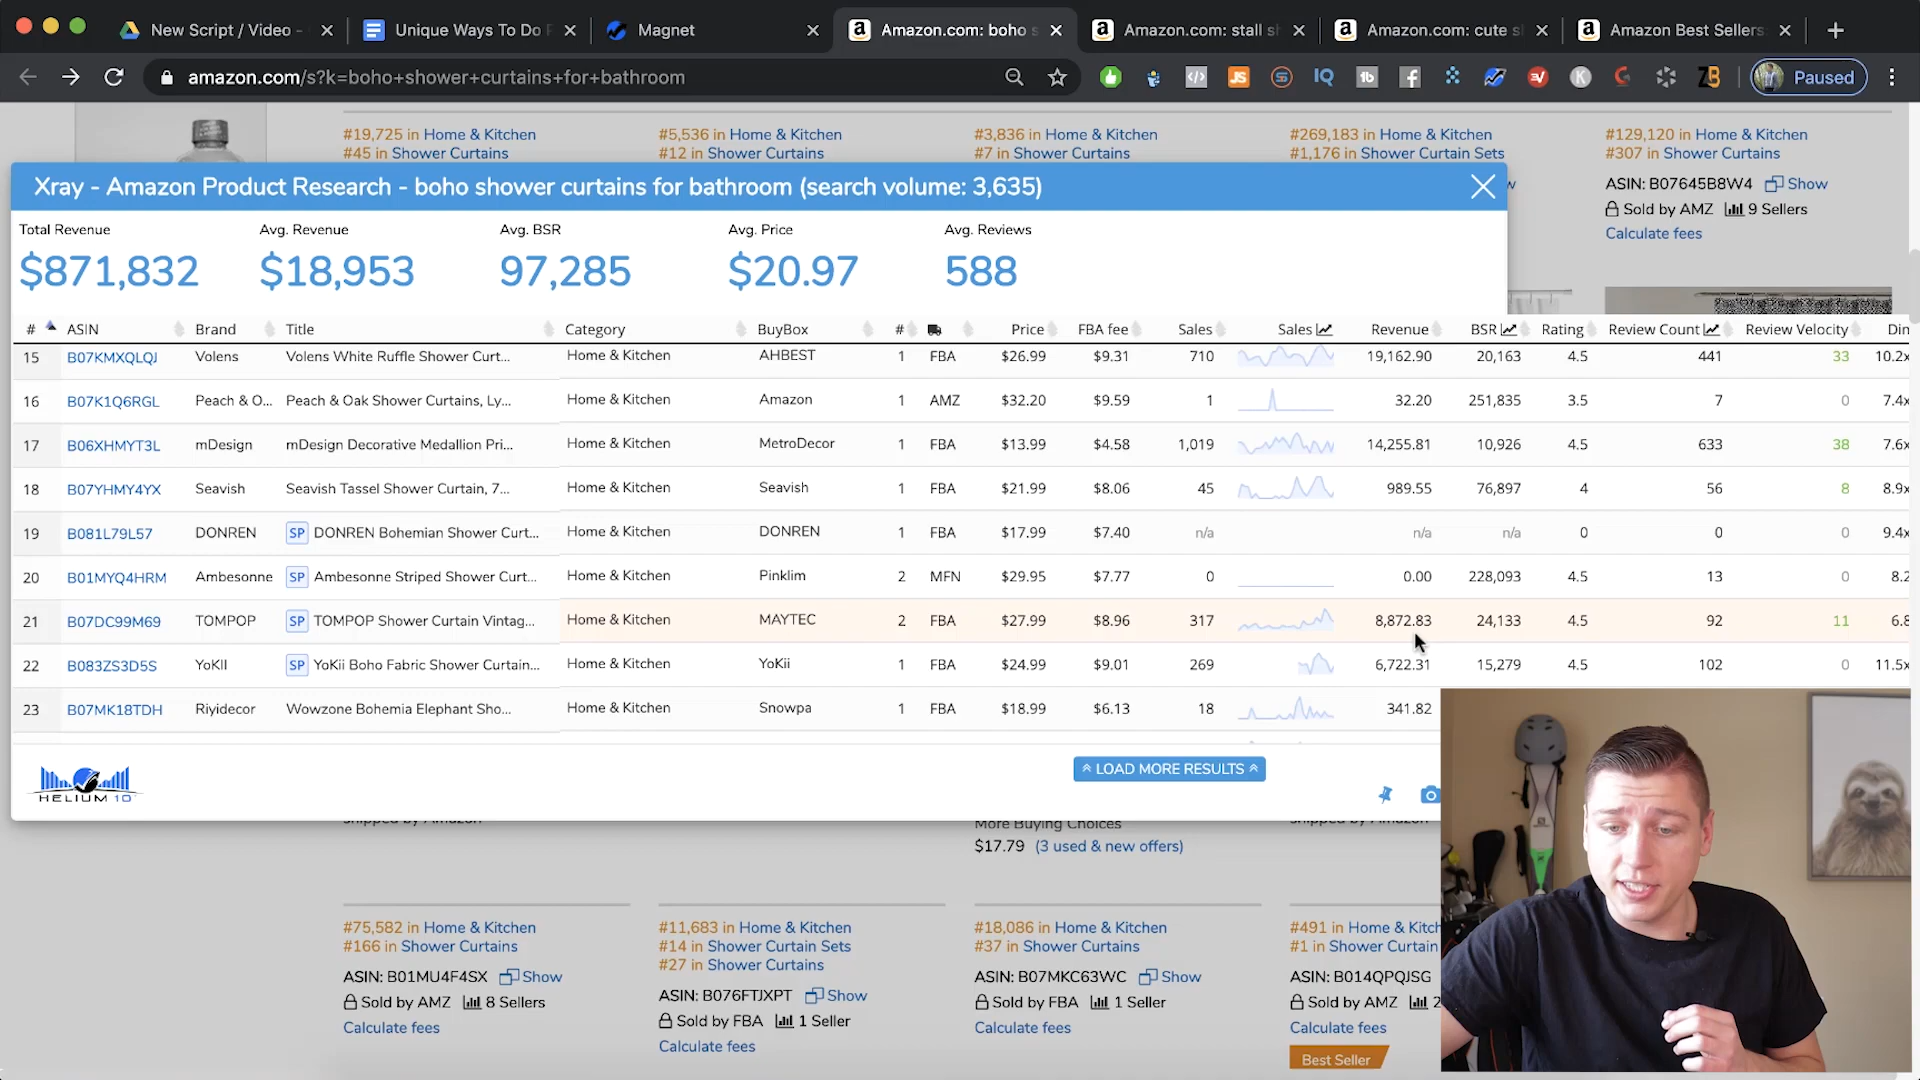 New Script / Video -
Unique Ways To Do
Magnet
Amazon.com: boho s
Amazon.com: stall sh
Amazon.com: cute s
Amazon Best Sellers:
amazon.com/s?k=boho+shower+curtains+for+bathroom
Paused
#19,725 in Home & Kitchen
#45 in Shower Curtains
#5,536 in Home & Kitchen
#12 in Shower Curtains
#3,836 in Home & Kitchen
#7 in Shower Curtains
#269,183 in Home & Kitchen
#1,176 in Shower Curtain Sets
#129,120 in Home & Kitchen
#307 in Shower Curtains
ASIN: B07645B8W4 Show
Sold by AMZ 9 Sellers
Calculate fees
Xray - Amazon Product Research - boho shower curtains for bathroom (search volume: 3,635)
Total Revenue Avg. Revenue Avg. BSR Avg. Price Avg. Reviews
$871,832 $18,953 97,285 $20.97 588
# ASIN Brand Title Category BuyBox # Price FBA fee Sales Sales Revenue BSR Rating Review Count Review Velocity Din
15 B07KMXQLQJ Volens Volens White Ruffle Shower Curt... Home & Kitchen AHBEST 1 FBA $26.99 $9.31 710 19,162.90 20,163 4.5 441 33 10.2x
16 B07K1Q6RGL Peach & O... Peach & Oak Shower Curtains, Ly... Home & Kitchen Amazon 1 AMZ $32.20 $9.59 1 32.20 251,835 3.5 7 0 7.4x
17 B06XHMYT3L mDesign mDesign Decorative Medallion Pri... Home & Kitchen MetroDecor 1 FBA $13.99 $4.58 1,019 14,255.81 10,926 4.5 633 38 7.6x
18 B07YHMY4YX Seavish Seavish Tassel Shower Curtain, 7... Home & Kitchen Seavish 1 FBA $21.99 $8.06 45 989.55 76,897 4 56 8 8.9x
19 B081L79L57 DONREN SP DONREN Bohemian Shower Curt... Home & Kitchen DONREN 1 FBA $17.99 $7.40 n/a n/a n/a 0 0 0 9.4x
20 B01MYQ4HRM Ambesonne SP Ambesonne Striped Shower Curt... Home & Kitchen Pinklim 2 MFN $29.95 $7.77 0 0.00 228,093 4.5 13 0 8.2
21 B07DC99M69 TOMPOP SP TOMPOP Shower Curtain Vintag... Home & Kitchen MAYTEC 2 FBA $27.99 $8.96 317 8,872.83 24,133 4.5 92 11 6.8
22 B083ZS3D5S YoKII SP YoKii Boho Fabric Shower Curtain... Home & Kitchen YoKii 1 FBA $24.99 $9.01 269 6,722.31 15,279 4.5 102 0 11.5x
23 B07MK18TDH Riyidecor Wowzone Bohemia Elephant Sho... Home & Kitchen Snowpa 1 FBA $18.99 $6.13 18 341.82
LOAD MORE RESULTS
HELIUM 10
shipped by Amazon
More Buying Choices
$17.79 (3 used & new offers)
shipped by Amazon
#75,582 in Home & Kitchen
#166 in Shower Curtains
ASIN: B01MU4F4SX Show
Sold by AMZ 8 Sellers
Calculate fees
#11,683 in Home & Kitchen
#14 in Shower Curtain Sets
#27 in Shower Curtains
ASIN: B076FTJXPT Show
Sold by FBA 1 Seller
Calculate fees
#18,086 in Home & Kitchen
#37 in Shower Curtains
ASIN: B07MKC63WC Show
Sold by FBA 1 Seller
Calculate fees
#491 in Home & Kitch
#1 in Shower Curtain
ASIN: B014QPQJSG
Sold by AMZ 2
Calculate fees
Best Seller